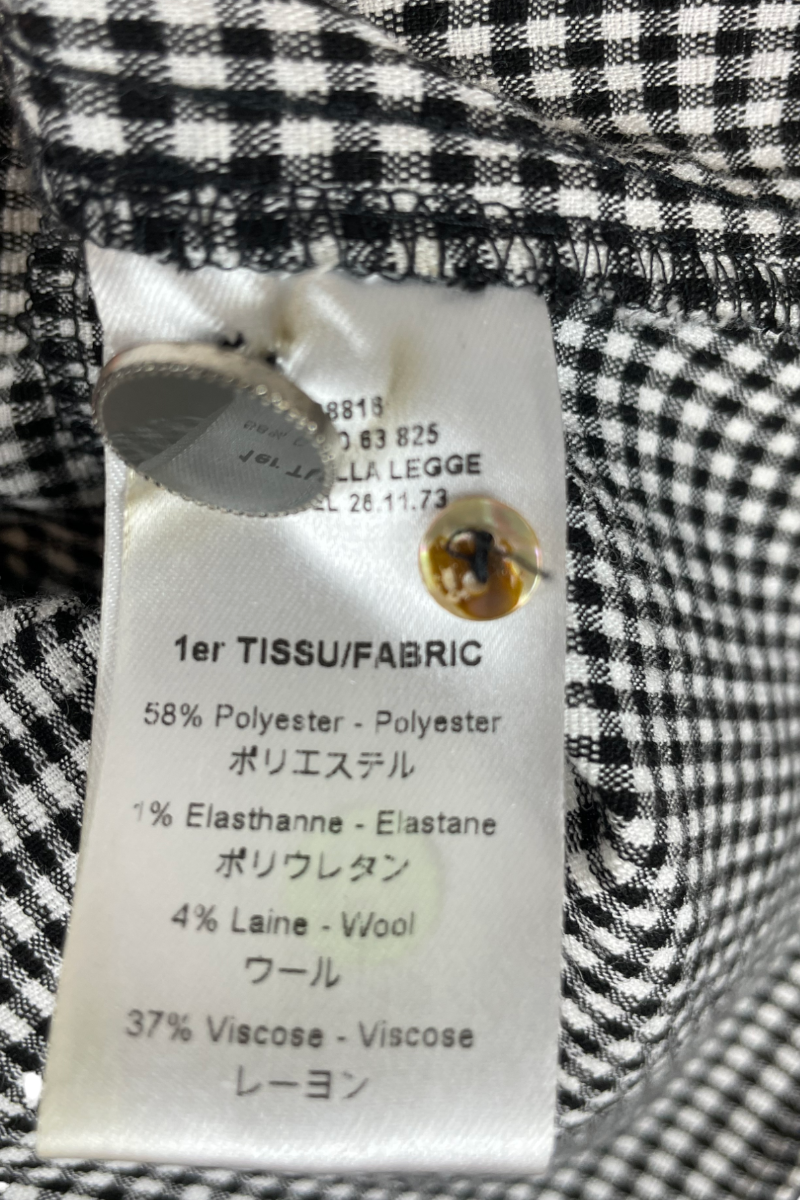 8816
0 63 825
LLA LEGGE
EL 26.11.73
1er TISSU/FABRIC
58% Polyester - Polyester
ポリエステル
1% Elasthanne - Elastane
ポリウレタン
4% Laine - Wool
ウール
37% Viscose - Viscose
レーヨン